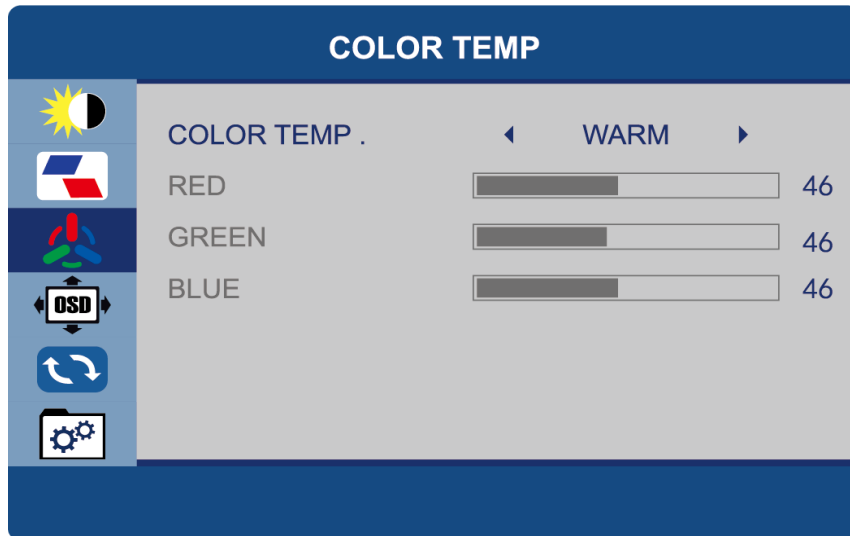 COLOR TEMP
COLOR TEMP . WARM
RED 46
GREEN 46
BLUE 46
OSD